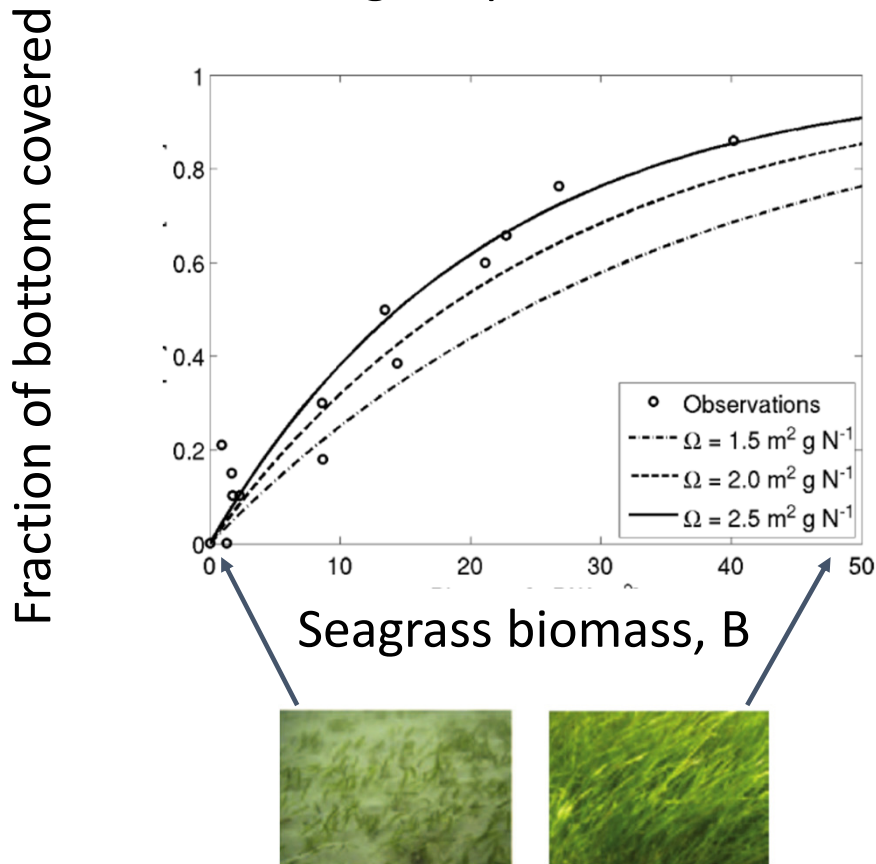 Fraction of bottom covered
1
0.8
0.6
0.4
0.2
0
0 10 20 30 40 50
Observations
Ω = 1.5 m² g N⁻¹
Ω = 2.0 m² g N⁻¹
Ω = 2.5 m² g N⁻¹
Seagrass biomass, B